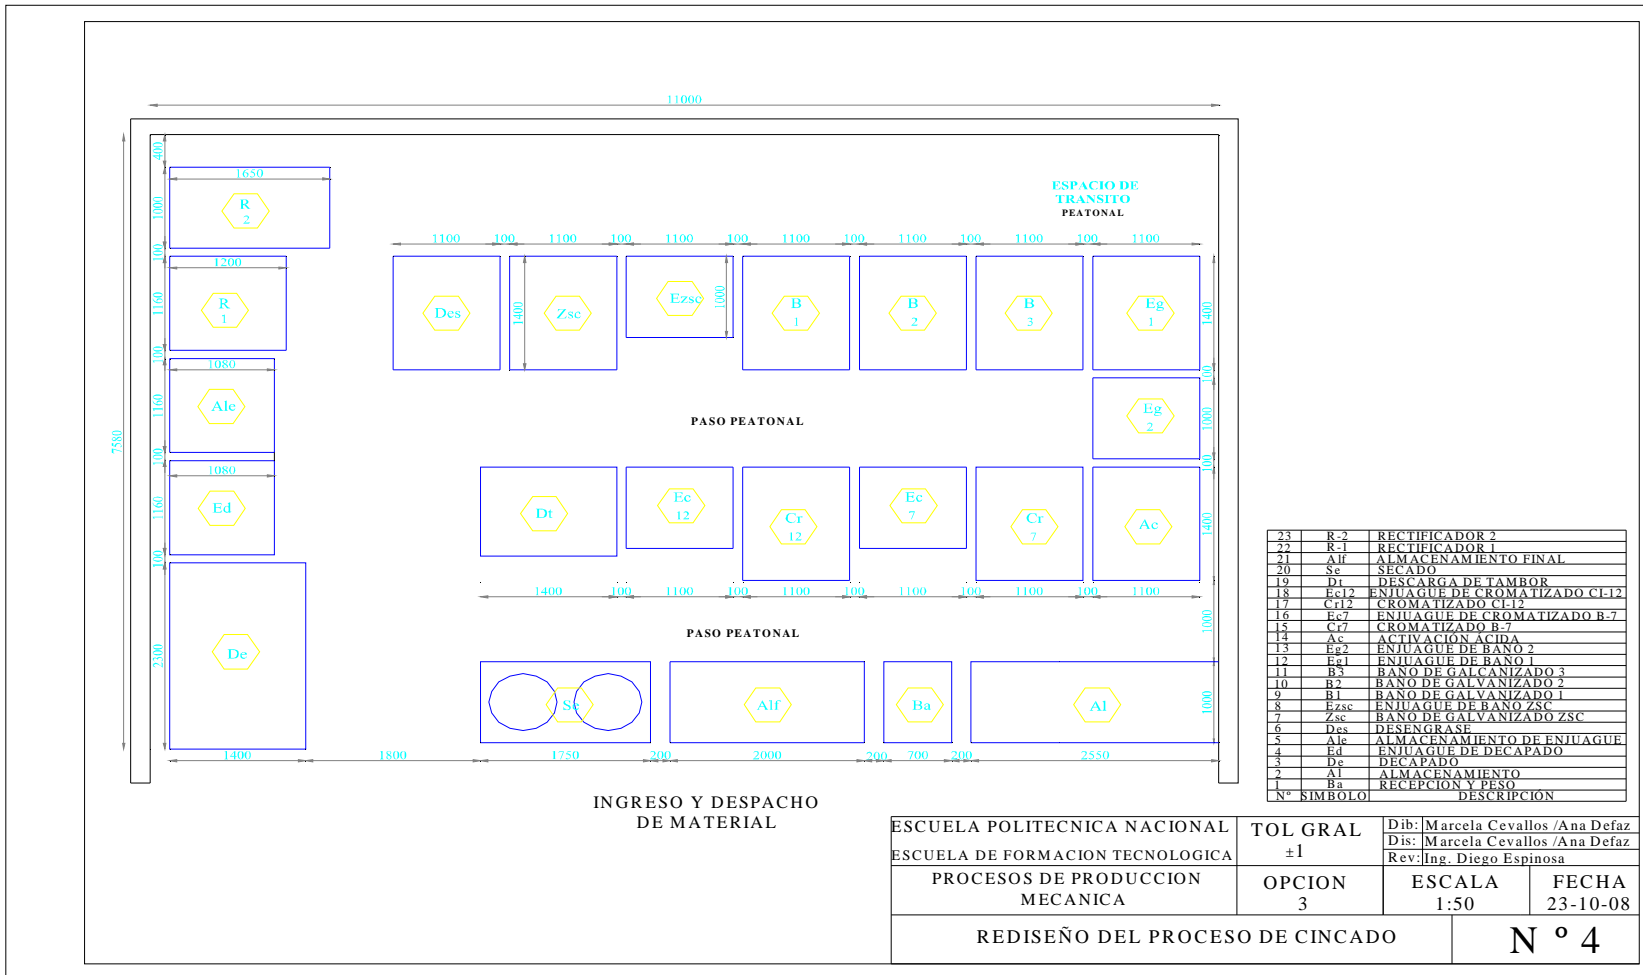 11000
400
1650
1000
R
2
ESPACIO DE
TRANSITO
PEATONAL
1100 100 1100 100 1100 100 1100 100 1100 100 1100 100 1100
100
1200
1160
R
1
Des
1400
Zsc
Ezsc
1000
B
1
B
2
B
3
Eg
1
1400
100
1080
1160
Ale
100
Eg
2
1000
PASO PEATONAL
7580
100
1080
1160
Ed
100
Dt
Ec
12
Cr
12
Ec
7
Cr
7
Ac
1400
100
1400 100 1100 100 1100 100 1100 100 1100 100 1100
1000
PASO PEATONAL
2300
De
Se
Alf
Ba
Al
1000
1400 1800 1750 200 2000 200 700 200 2550
INGRESO Y DESPACHO
DE MATERIAL
23 R-2 RECTIFICADOR 2
22 R-1 RECTIFICADOR 1
21 Alf ALMACENAMIENTO FINAL
20 Se SECADO
19 Dt DESCARGA DE TAMBOR
18 Ec12 ENJUAGUE DE CROMATIZADO CI-12
17 Cr12 CROMATIZADO CI-12
16 Ec7 ENJUAGUE DE CROMATIZADO B-7
15 Cr7 CROMATIZADO B-7
14 Ac ACTIVACIÓN ÁCIDA
13 Eg2 ENJUAGUE DE BAÑO 2
12 Eg1 ENJUAGUE DE BAÑO 1
11 B3 BAÑO DE GALCANIZADO 3
10 B2 BAÑO DE GALVANIZADO 2
9 B1 BAÑO DE GALVANIZADO 1
8 Ezsc ENJUAGUE DE BAÑO ZSC
7 Zsc BAÑO DE GALVANIZADO ZSC
6 Des DESENGRASE
5 Ale ALMACENAMIENTO DE ENJUAGUE
4 Ed ENJUAGUE DE DECAPADO
3 De DECAPADO
2 Al ALMACENAMIENTO
1 Ba RECEPCION Y PESO
Nº SIMBOLO DESCRIPCIÓN
ESCUELA POLITECNICA NACIONAL
ESCUELA DE FORMACION TECNOLOGICA
TOL GRAL
±1
Dib: Marcela Cevallos /Ana Defaz
Dis: Marcela Cevallos /Ana Defaz
Rev: Ing. Diego Espinosa
PROCESOS DE PRODUCCION
MECANICA
OPCION
3
ESCALA
1:50
FECHA
23-10-08
REDISEÑO DEL PROCESO DE CINCADO
N º 4